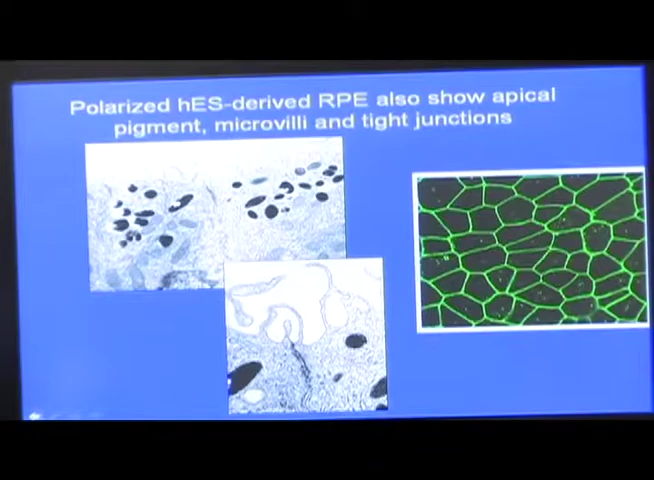 Polarized hES-derived RPE also show apical
pigment, microvilli and tight junctions